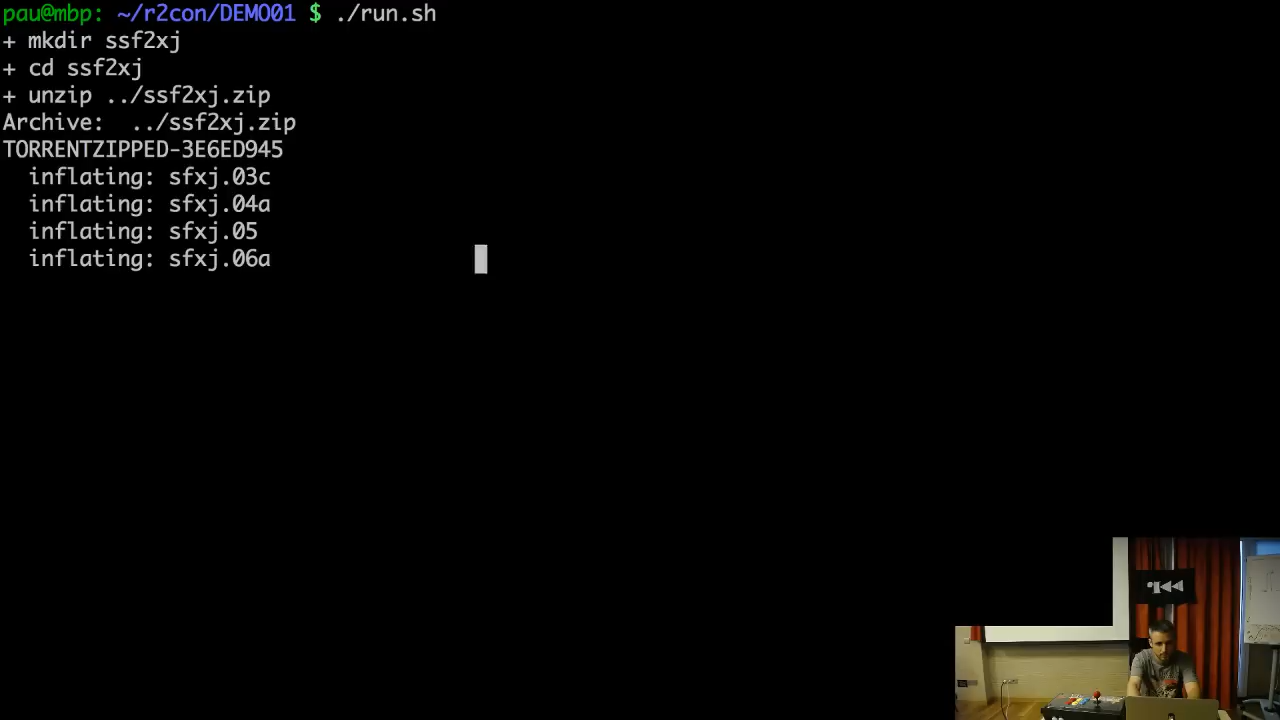 pau@mbp: ~/r2con/DEMO01 $ ./run.sh
+ mkdir ssf2xj
+ cd ssf2xj
+ unzip ../ssf2xj.zip
Archive:  ../ssf2xj.zip
TORRENTZIPPED-3E6ED945
  inflating: sfxj.03c
  inflating: sfxj.04a
  inflating: sfxj.05
  inflating: sfxj.06a